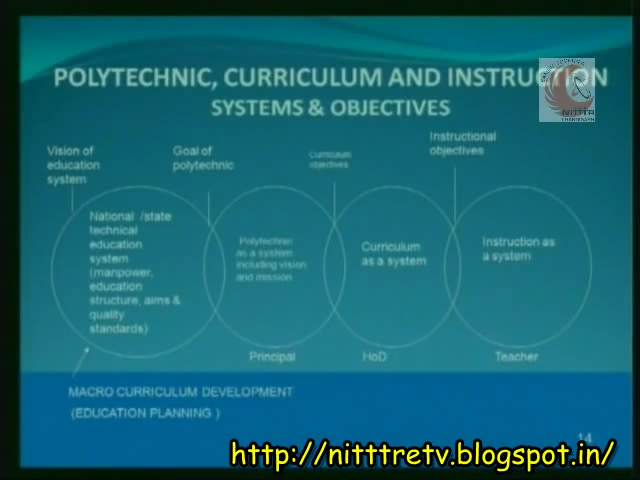 POLYTECHNIC, CURRICULUM AND INSTRUCTION
SYSTEMS & OBJECTIVES
Vision of
education
system
Goal of
polytechnic
Curriculum
objectives
Instructional
objectives
National /state
technical
education
system
(manpower,
education
structure, aims &
quality
standards)
Polytechnic
as a system
including vision
and mission
Curriculum
as a system
Instruction as
a system
Principal
HoD
Teacher
MACRO CURRICULUM DEVELOPMENT
(EDUCATION PLANNING )
14
NITTTR
CHANDIGARH
http://nitttretv.blogspot.in/